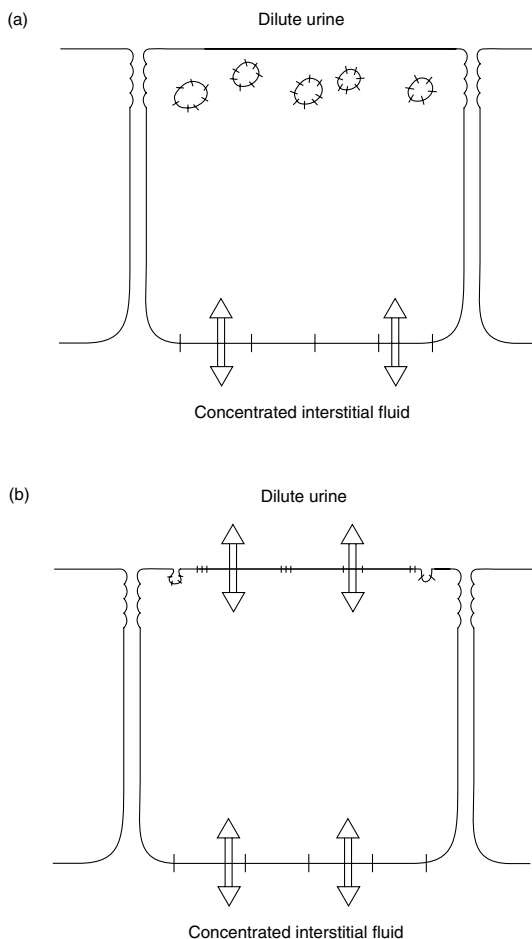 (a)
Dilute urine
Concentrated interstitial fluid
(b)
Dilute urine
Concentrated interstitial fluid